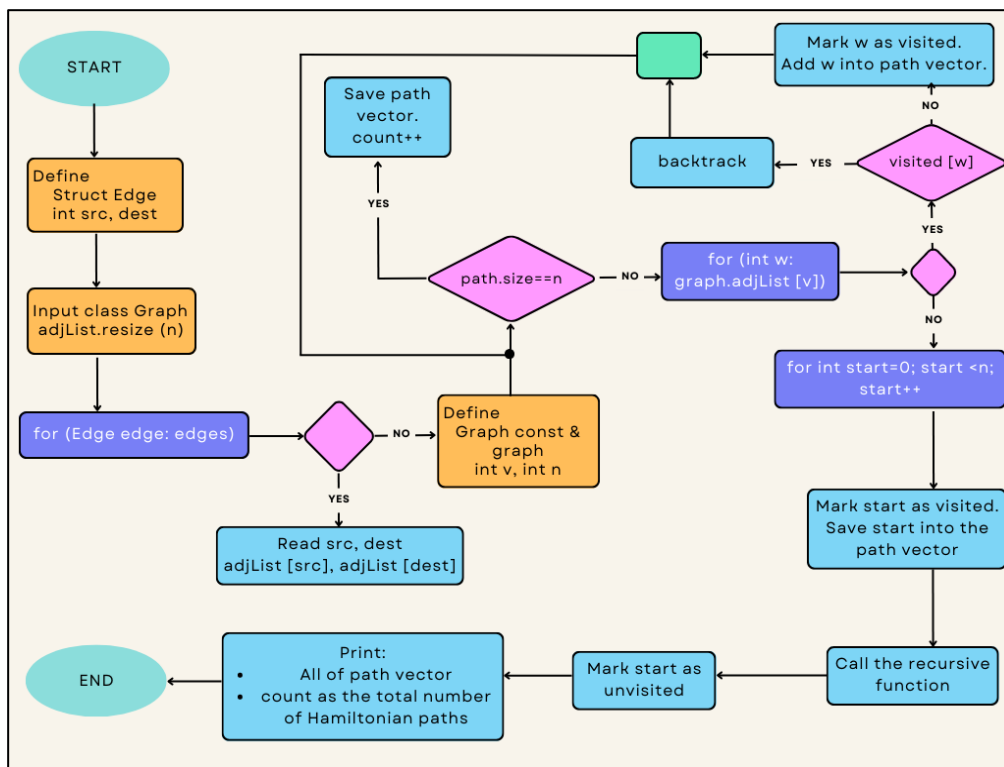 START
Define
Struct Edge
int src, dest
Input class Graph
adjList.resize (n)
for (Edge edge: edges)
NO
YES
Read src, dest
adjList [src], adjList [dest]
Define
Graph const &
graph
int v, int n
path.size==n
YES
Save path
vector.
count++
NO
for (int w:
graph.adjList [v])
YES
visited [w]
YES
backtrack
NO
Mark w as visited.
Add w into path vector.
NO
for int start=0; start <n;
start++
Mark start as visited.
Save start into the
path vector
Call the recursive
function
Mark start as
unvisited
Print:
• All of path vector
• count as the total number
of Hamiltonian paths
END